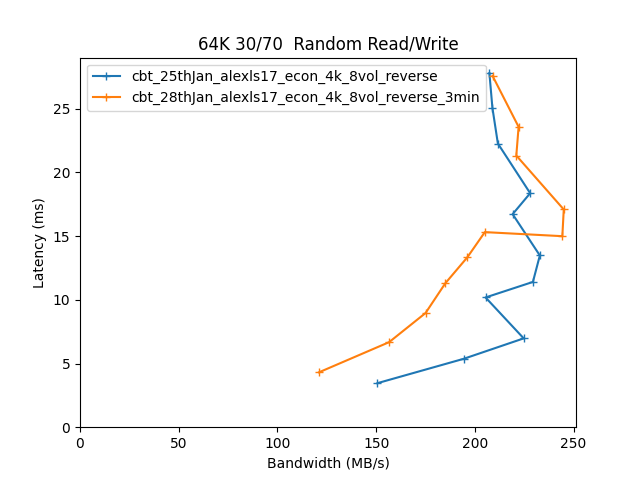 64K 30/70  Random Read/Write
cbt_25thJan_alexls17_econ_4k_8vol_reverse
cbt_28thJan_alexls17_econ_4k_8vol_reverse_3min
Latency (ms)
25
20
15
10
5
0
0 50 100 150 200 250
Bandwidth (MB/s)